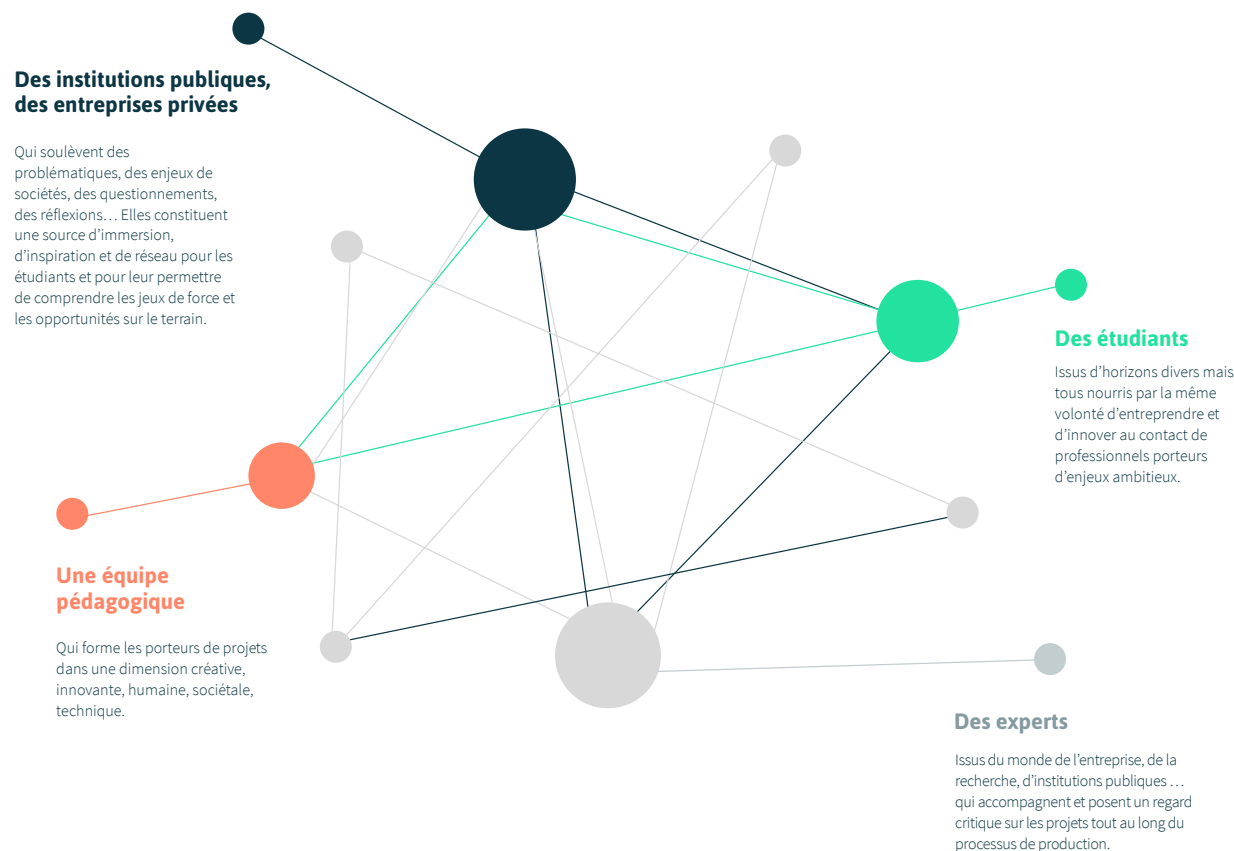 Des institutions publiques,
des entreprises privées
Qui soulèvent des
problématiques, des enjeux de
sociétés, des questionnements,
des réflexions… Elles constituent
une source d’immersion,
d’inspiration et de réseau pour les
étudiants et pour leur permettre
de comprendre les jeux de force et
les opportunités sur le terrain.
Des étudiants
Issus d’horizons divers mais
tous nourris par la même
volonté d’entreprendre et
d’innover au contact de
professionnels porteurs
d’enjeux ambitieux.
Une équipe
pédagogique
Qui forme les porteurs de projets
dans une dimension créative,
innovante, humaine, sociétale,
technique.
Des experts
Issus du monde de l’entreprise, de la
recherche, d’institutions publiques …
qui accompagnent et posent un regard
critique sur les projets tout au long du
processus de production.